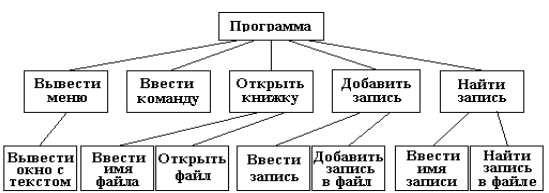 Программа
Вывести
меню
Ввести
команду
Открыть
книжку
Добавить
запись
Найти
запись
Вывести
окно с
текстом
Ввести
имя
файла
Открыть
файл
Ввести
запись
Добавить
запись
в файл
Ввести
имя
записи
Найти
запись
в файле